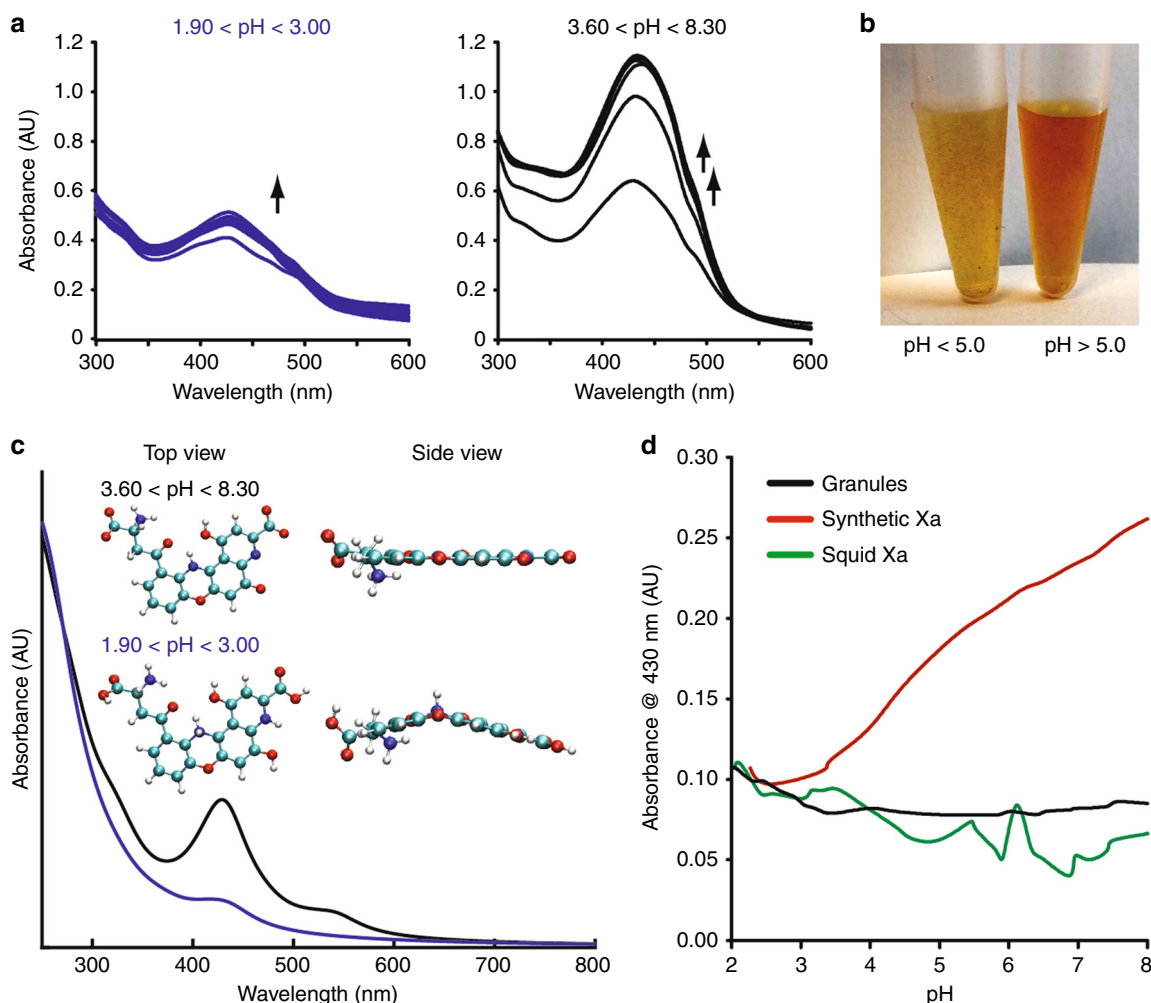 a
1.90 < pH < 3.00
1.2
1.0
0.8
0.6
0.4
0.2
0
Absorbance (AU)
300
400
500
600
Wavelength (nm)
3.60 < pH < 8.30
1.2
1.0
0.8
0.6
0.4
0.2
0
300
400
500
600
Wavelength (nm)
b
pH < 5.0
pH > 5.0
c
Top view
Side view
3.60 < pH < 8.30
1.90 < pH < 3.00
Absorbance (AU)
300
400
500
600
700
800
Wavelength (nm)
d
0.30
0.25
0.20
0.15
0.10
0.05
0.00
Absorbance @ 430 nm (AU)
Granules
Synthetic Xa
Squid Xa
2
3
4
5
6
7
8
pH